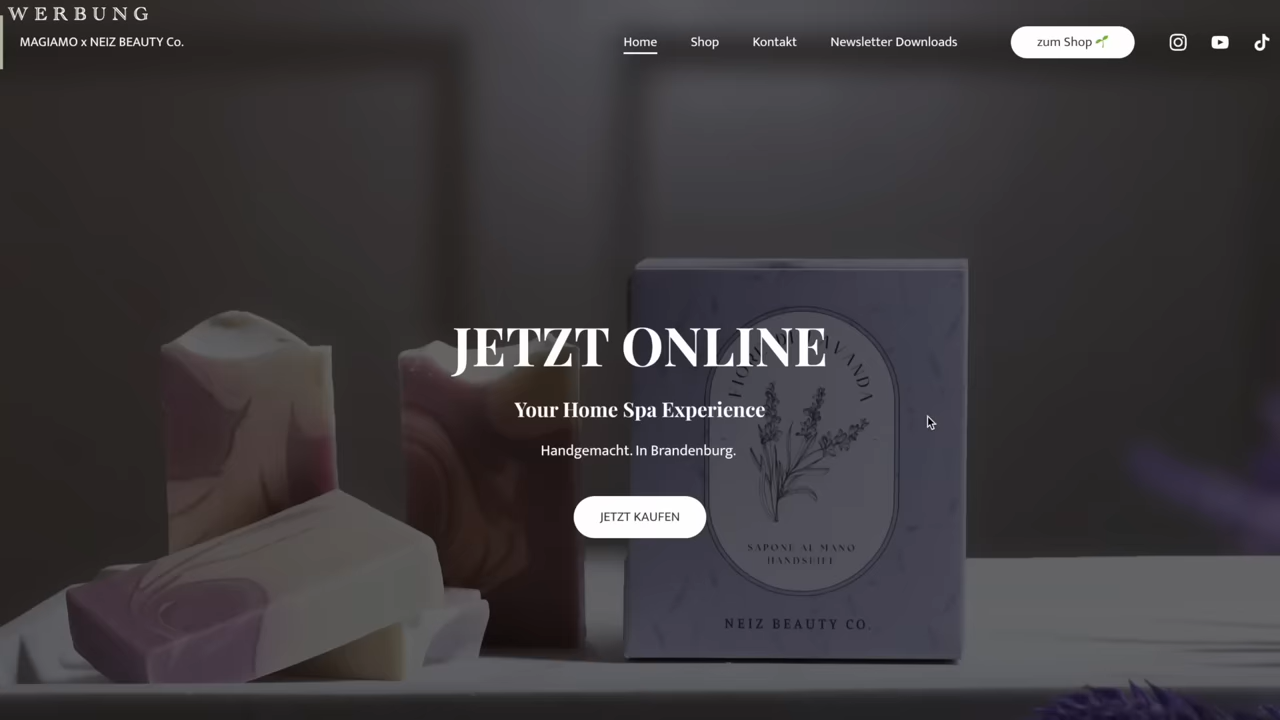 WERBUNG
MAGIAMO x NEIZ BEAUTY Co.
Home
Shop
Kontakt
Newsletter Downloads
zum Shop
JETZT ONLINE
Your Home Spa Experience
Handgemacht. In Brandenburg.
JETZT KAUFEN
SAPONE AL MANO
HANDSEIFE
NEIZ BEAUTY CO.